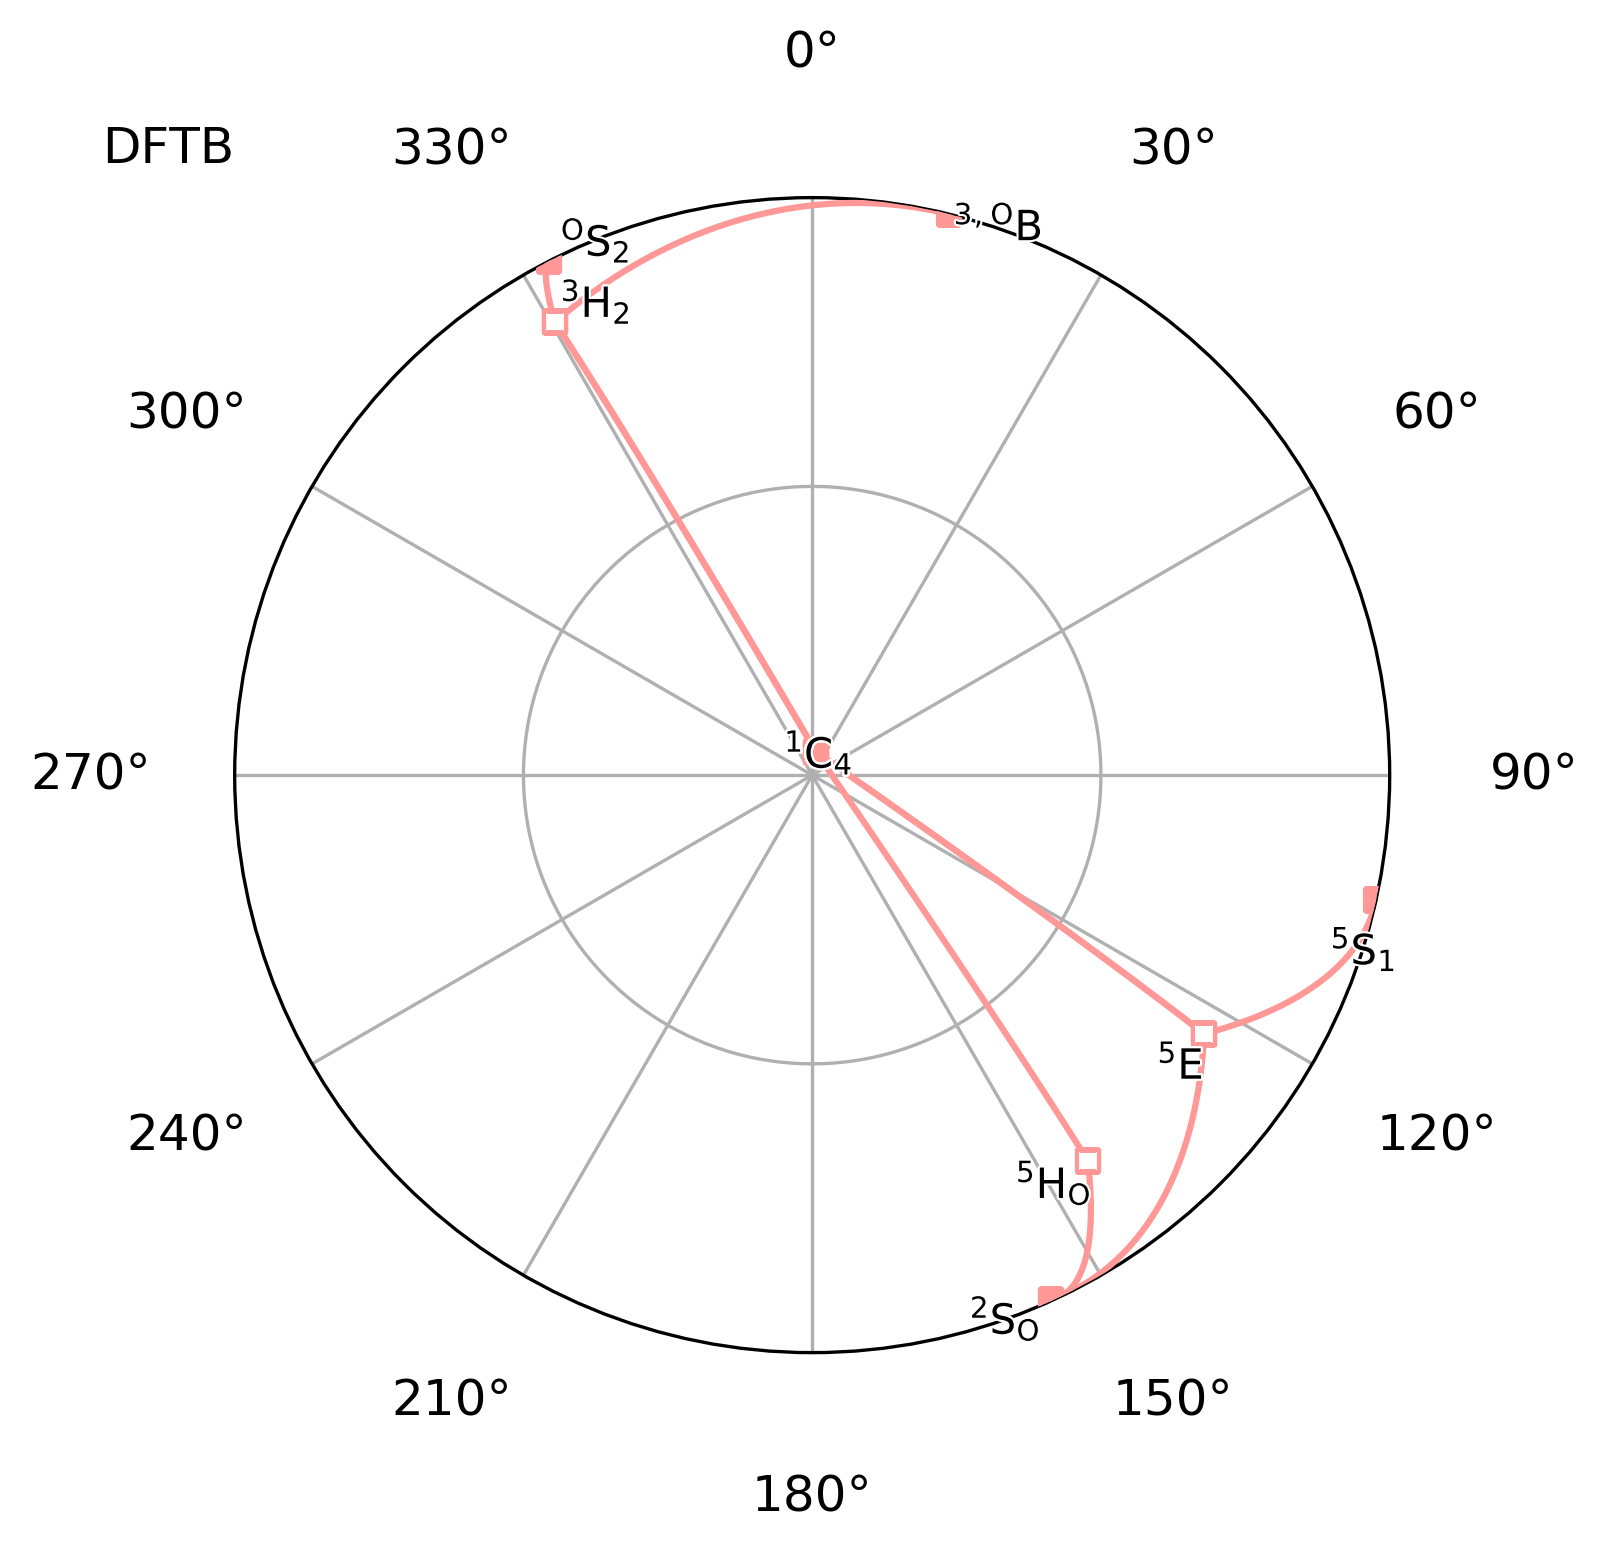 0°
DFTB
330°
30°
³,ᴼB
ᴼS₂
³H₂
300°
60°
¹C₄
270°
90°
⁵S₁
⁵E
240°
120°
⁵Hₒ
²Sₒ
210°
150°
180°